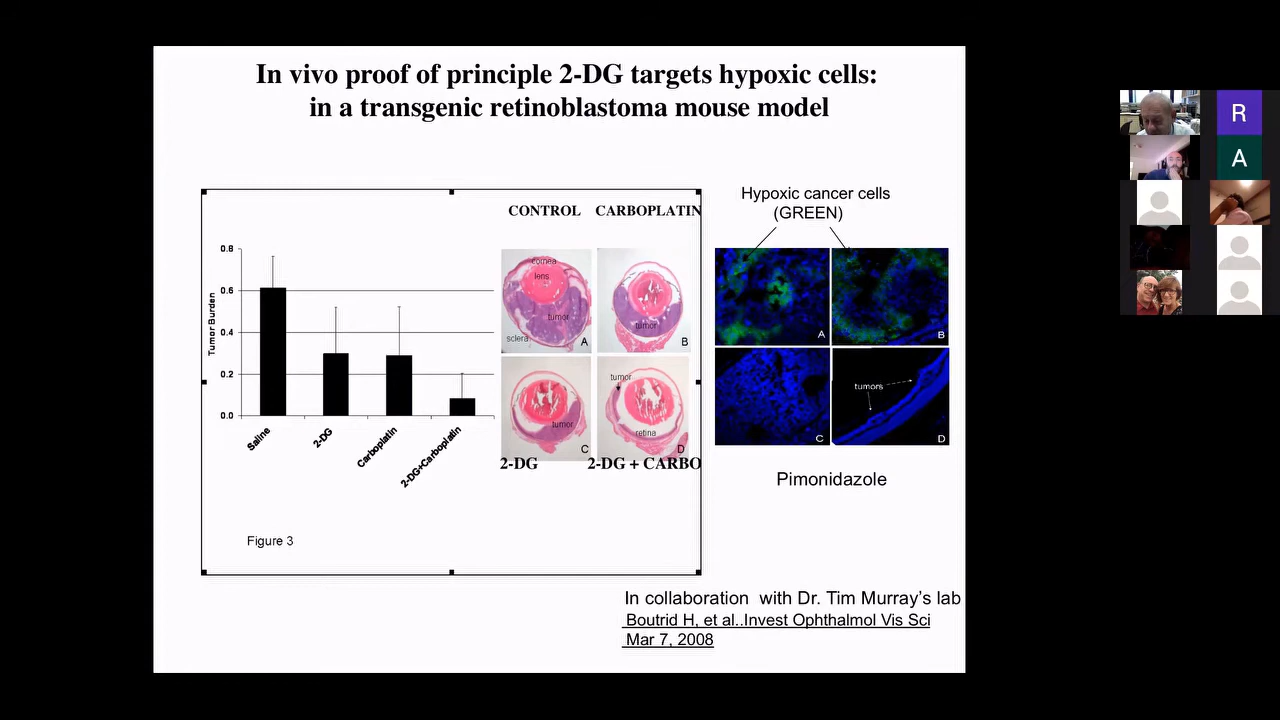 In vivo proof of principle 2-DG targets hypoxic cells:
in a transgenic retinoblastoma mouse model
Hypoxic cancer cells
(GREEN)
CONTROL CARBOPLATIN
0.8
0.6
0.4
0.2
0.0
Tumor Burden
Saline
2-DG
Carboplatin
2-DG+Carboplatin
cornea
lens
tumor
sclera
A
tumor
B
tumor
C
tumor
retina
D
2-DG 2-DG + CARBO
A
B
C
tumors
D
Pimonidazole
Figure 3
In collaboration with Dr. Tim Murray's lab
Boutrid H, et al..Invest Ophthalmol Vis Sci
Mar 7, 2008
R
A